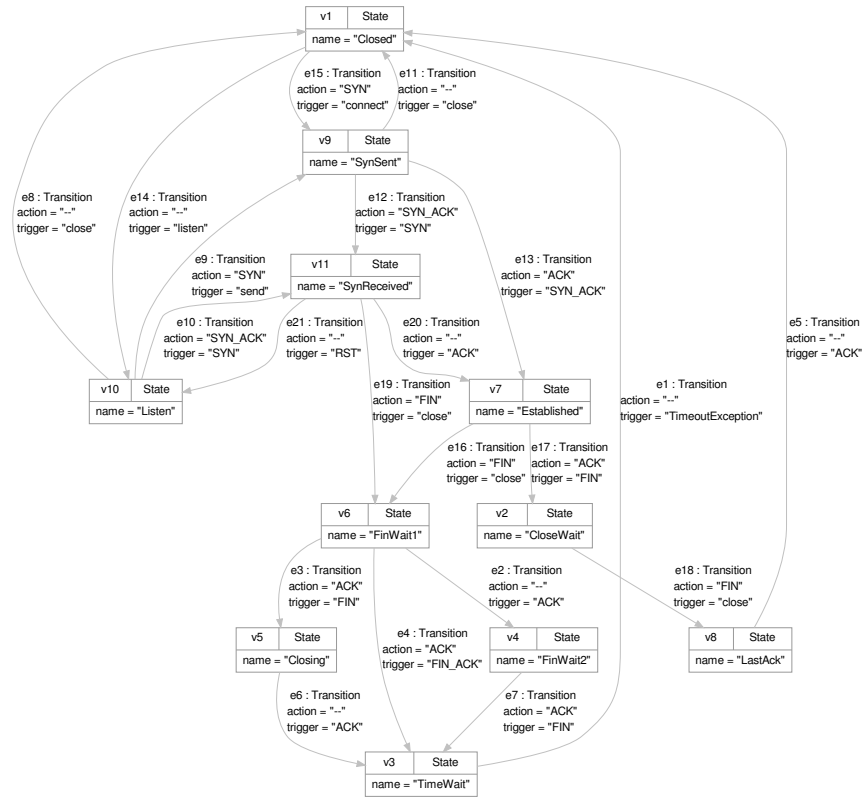 v1 State
name = "Closed"
e15 : Transition
action = "SYN"
trigger = "connect"
e11 : Transition
action = "--"
trigger = "close"
v9 State
name = "SynSent"
e8 : Transition
action = "--"
trigger = "close"
e14 : Transition
action = "--"
trigger = "listen"
e12 : Transition
action = "SYN_ACK"
trigger = "SYN"
e9 : Transition
action = "SYN"
trigger = "send"
e13 : Transition
action = "ACK"
trigger = "SYN_ACK"
v11 State
name = "SynReceived"
e10 : Transition
action = "SYN_ACK"
trigger = "SYN"
e21 : Transition
action = "--"
trigger = "RST"
e20 : Transition
action = "--"
trigger = "ACK"
e5 : Transition
action = "--"
trigger = "ACK"
v10 State
name = "Listen"
e19 : Transition
action = "FIN"
trigger = "close"
v7 State
name = "Established"
e1 : Transition
action = "--"
trigger = "TimeoutException"
e16 : Transition
action = "FIN"
trigger = "close"
e17 : Transition
action = "ACK"
trigger = "FIN"
v6 State
name = "FinWait1"
v2 State
name = "CloseWait"
e3 : Transition
action = "ACK"
trigger = "FIN"
e2 : Transition
action = "--"
trigger = "ACK"
e18 : Transition
action = "FIN"
trigger = "close"
v5 State
name = "Closing"
e4 : Transition
action = "ACK"
trigger = "FIN_ACK"
v4 State
name = "FinWait2"
v8 State
name = "LastAck"
e6 : Transition
action = "--"
trigger = "ACK"
e7 : Transition
action = "ACK"
trigger = "FIN"
v3 State
name = "TimeWait"